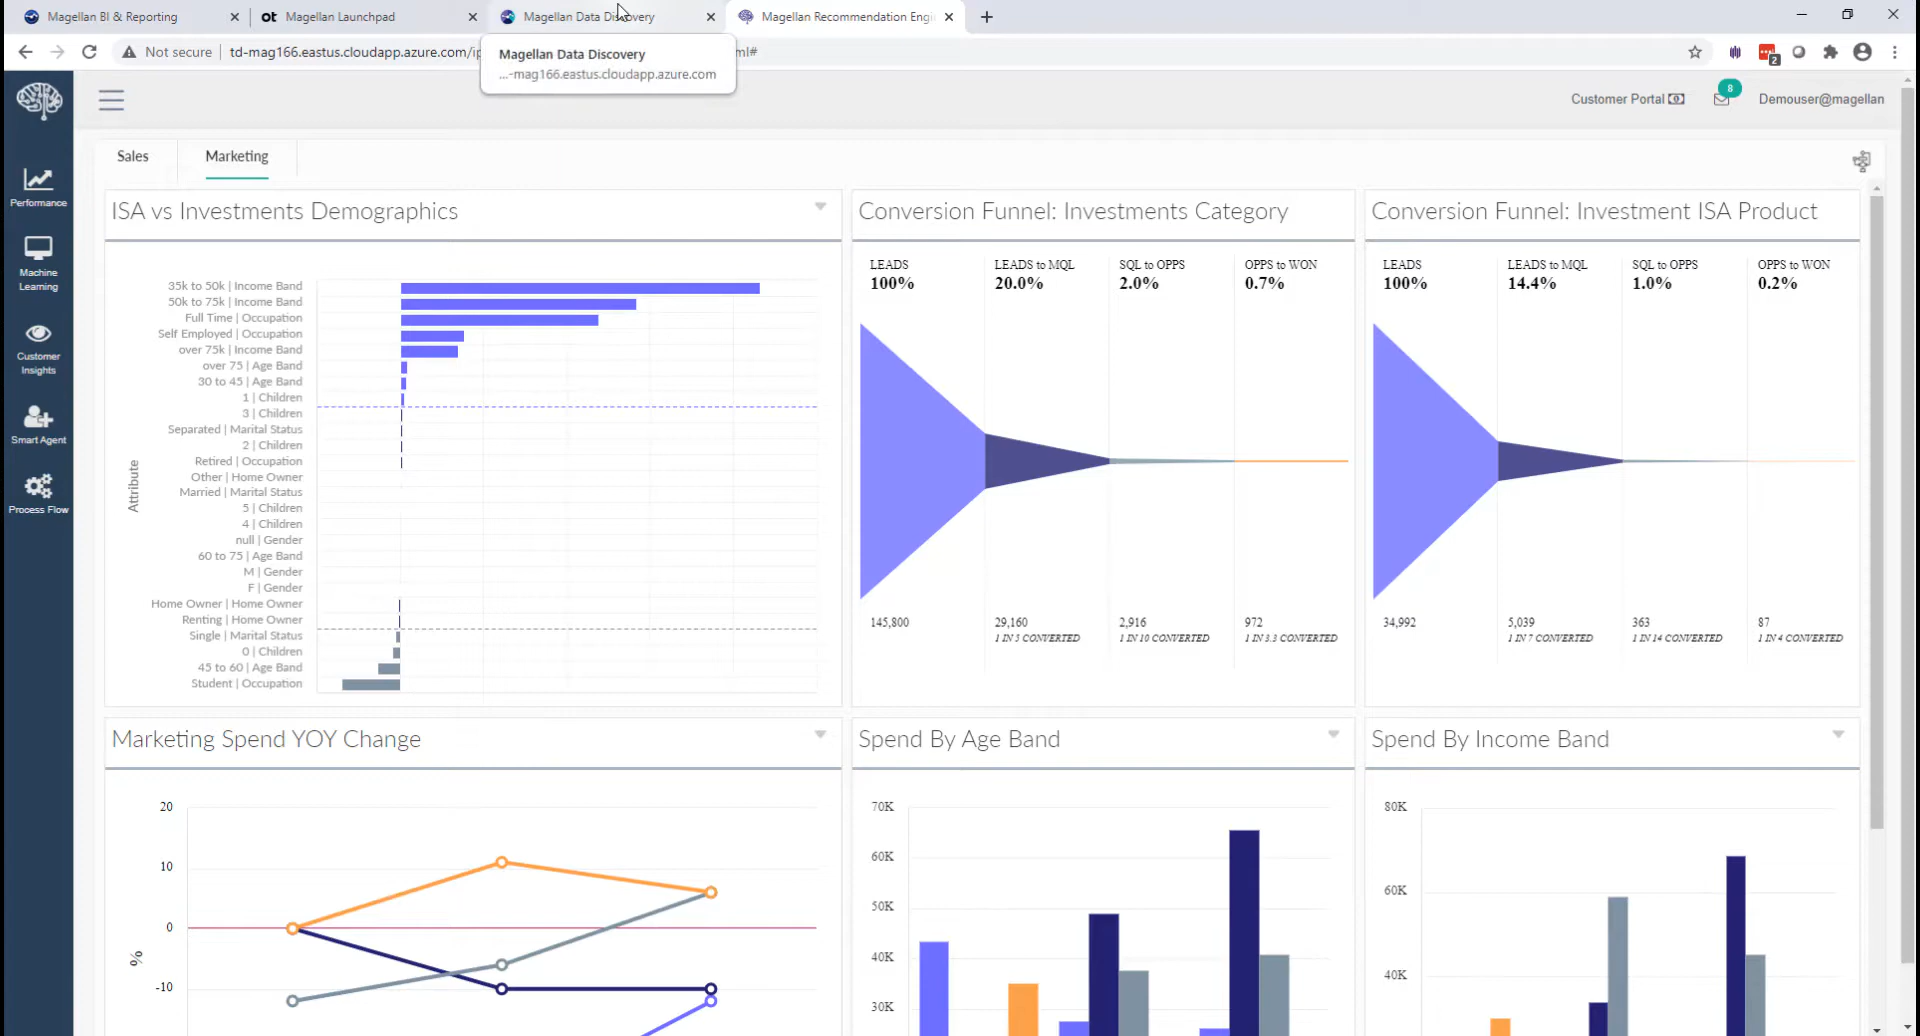 Magellan BI & Reporting
ot Magellan Launchpad
Magellan Data Discovery
Magellan Recommendation Engi
Not secure
td-mag166.eastus.cloudapp.azure.com/ip
ml#
Magellan Data Discovery
...-mag166.eastus.cloudapp.azure.com
2
Customer Portal
8
Demouser@magellan
Performance
Machine
Learning
Customer
Insights
Smart Agent
Process Flow
Sales
Marketing
ISA vs Investments Demographics
Attribute
35k to 50k | Income Band
50k to 75k | Income Band
Full Time | Occupation
Self Employed | Occupation
over 75k | Income Band
over 75 | Age Band
30 to 45 | Age Band
1 | Children
3 | Children
Separated | Marital Status
2 | Children
Retired | Occupation
Other | Home Owner
Married | Marital Status
5 | Children
4 | Children
null | Gender
60 to 75 | Age Band
M | Gender
F | Gender
Home Owner | Home Owner
Renting | Home Owner
Single | Marital Status
0 | Children
45 to 60 | Age Band
Student | Occupation
Conversion Funnel: Investments Category
LEADS LEADS to MQL SQL to OPPS OPPS to WON
100% 20.0% 2.0% 0.7%
145,800 29,160 2,916 972
1 IN 5 CONVERTED 1 IN 10 CONVERTED 1 IN 3.3 CONVERTED
Conversion Funnel: Investment ISA Product
LEADS LEADS to MQL SQL to OPPS OPPS to WON
100% 14.4% 1.0% 0.2%
34,992 5,039 363 87
1 IN 7 CONVERTED 1 IN 14 CONVERTED 1 IN 4 CONVERTED
Marketing Spend YOY Change
20
10
0
-10
%
Spend By Age Band
70K
60K
50K
40K
30K
Spend By Income Band
80K
60K
40K